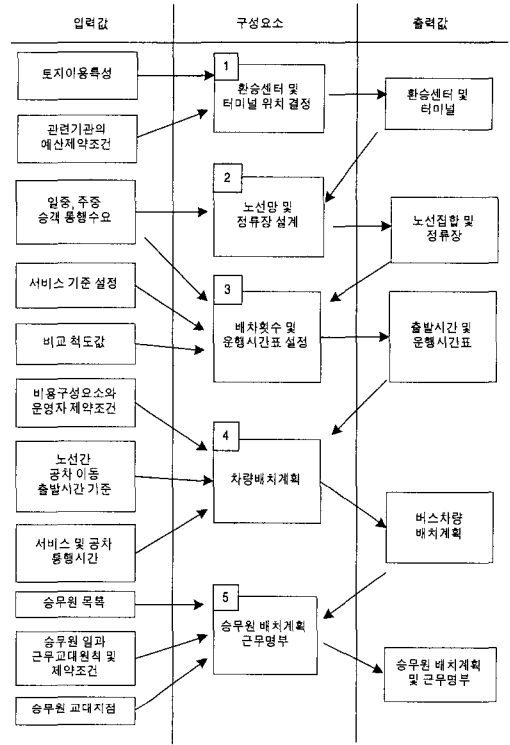 입력값
구성요소
출력값
토지이용특성
관련기관의
예산제약조건
일중, 주중
승객 통행수요
서비스 기준 설정
비교 척도값
비용구성요소와
운영자 제약조건
노선간
공차 이동
출발시간 기준
서비스 및 공차
통행시간
승무원 목록
승무원 일과
근무교대원칙 및
제약조건
승무원 교대지점
1
환승센터 및
터미널 위치 결정
2
노선망 및
정류장 설계
3
배차횟수 및
운행시간표 설정
4
차량배치계획
5
승무원 배치계획
근무명부
환승센터 및
터미널
노선집합 및
정류장
출발시간 및
운행시간표
버스차량
배치계획
승무원 배치계획
및 근무명부